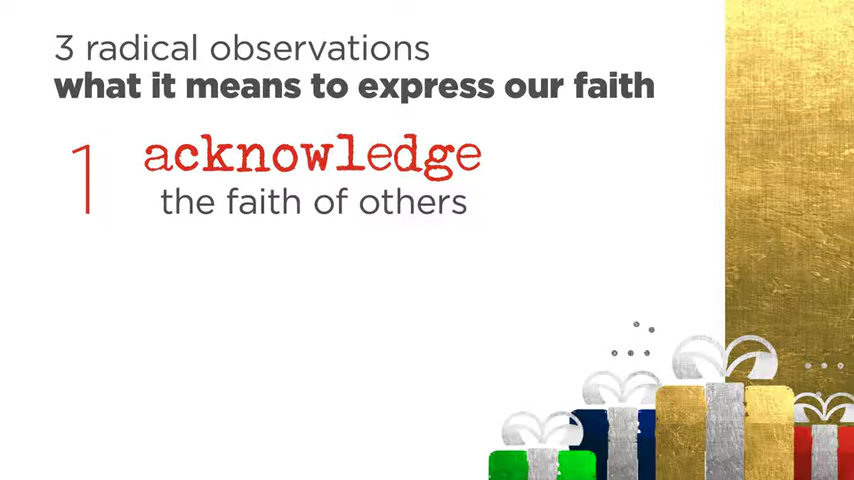 3 radical observations
what it means to express our faith
1 acknowledge
the faith of others